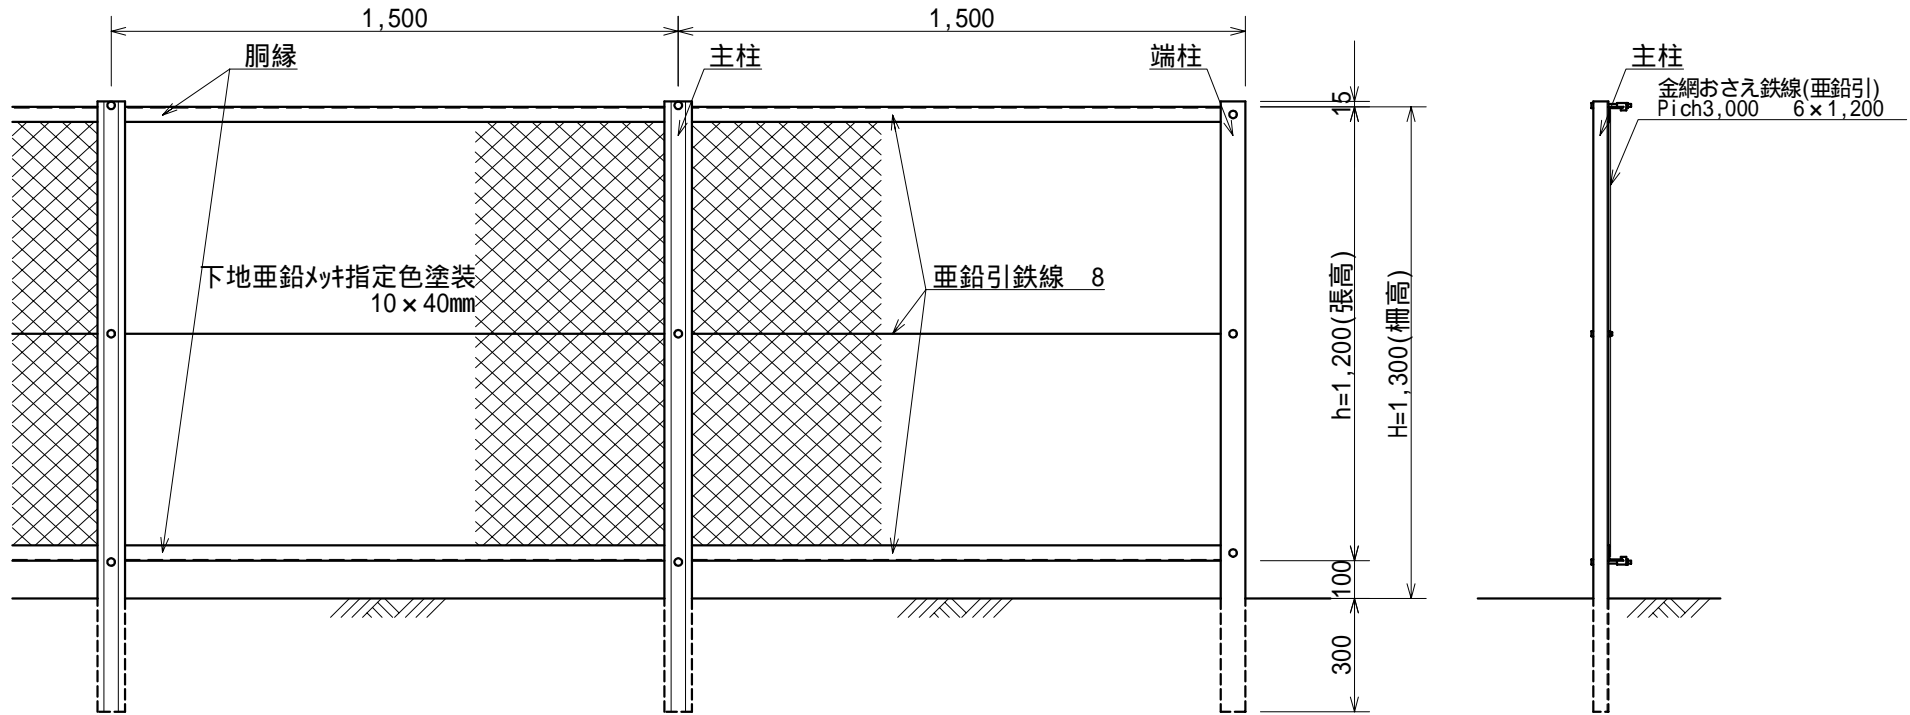 1,500
1,500
胴縁
主柱
端柱
主柱
金網おさえ鉄線(亜鉛引)
Pich3,000 6×1,200
15
下地亜鉛ﾒｯｷ指定色塗装
10×40mm
亜鉛引鉄線 8
h=1,200(張高)
H=1,300(柵高)
100
300